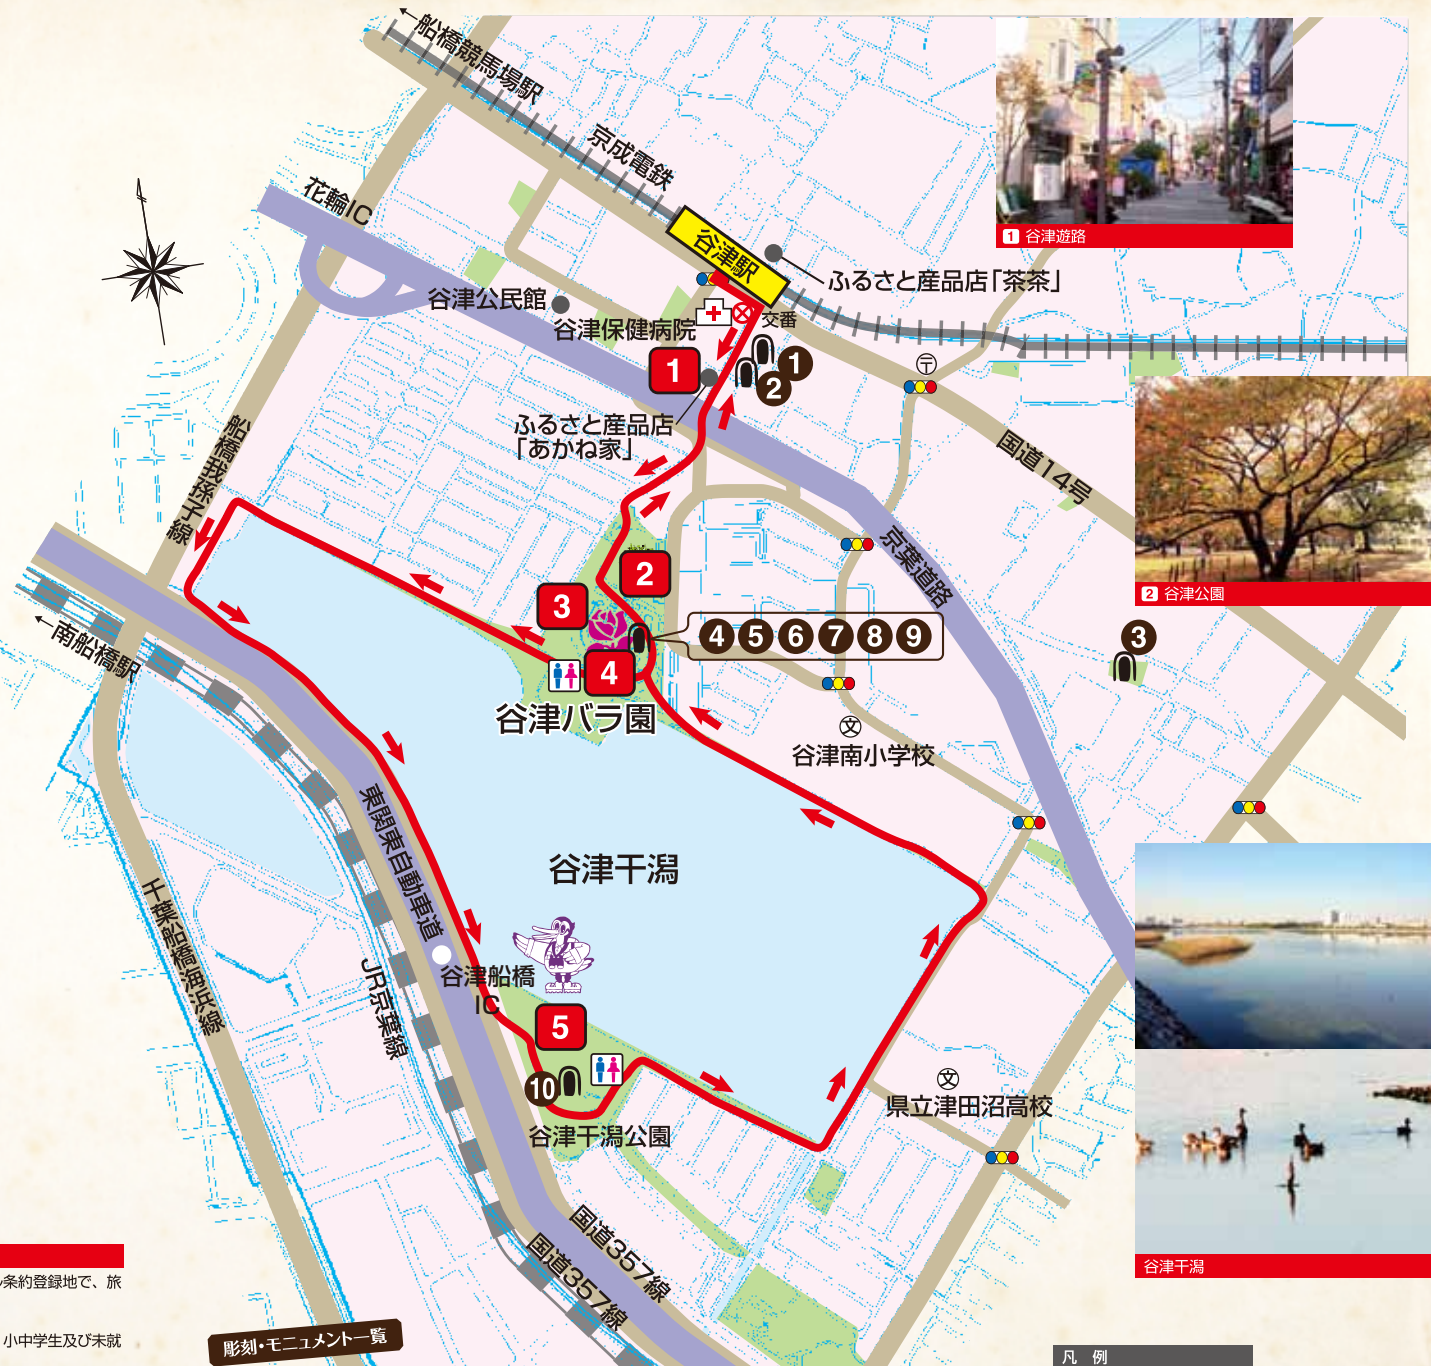 ←船橋競馬場駅
京成電鉄
花輪IC
谷津駅
1 谷津遊路
ふるさと産品店「茶茶」
谷津公民館
谷津保健病院
交番
1
1
2
〒
ふるさと産品店
「あかね家」
国道14号
船橋我孫子線
京葉道路
2 谷津公園
2
3
4 5 6 7 8 9
3
4
←南船橋駅
谷津バラ園
文
谷津南小学校
東関東自動車道
谷津干潟
千葉船橋海浜線
JR京葉線
谷津船橋
IC
5
10
文
県立津田沼高校
谷津干潟公園
国道357線
国道357線
谷津干潟
条約登録地で、旅
小中学生及び未就
彫刻・モニュメント一覧
凡 例